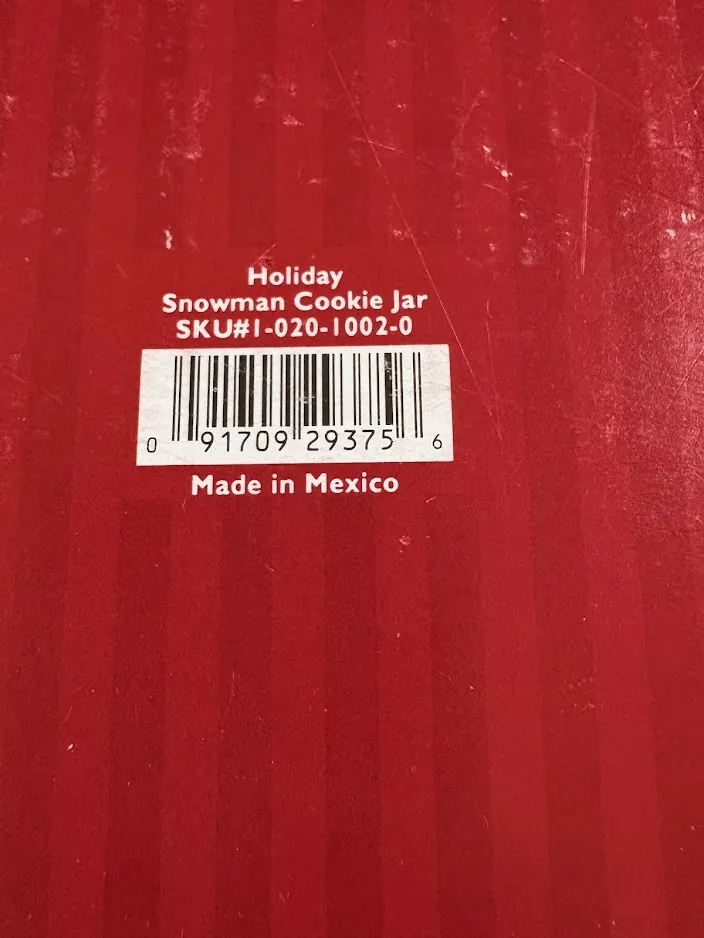 Holiday
Snowman Cookie Jar
SKU#1-020-1002-0
0 91709 29375 6
Made in Mexico